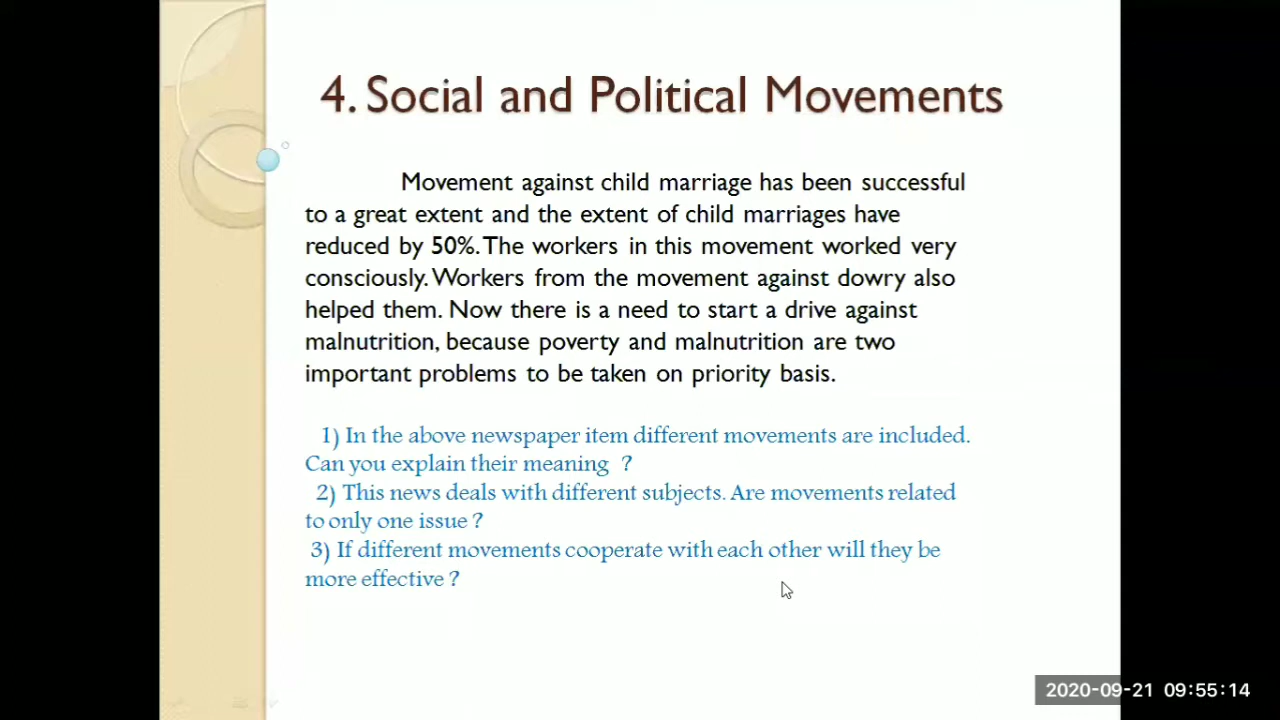 4. Social and Political Movements
Movement against child marriage has been successful
to a great extent and the extent of child marriages have
reduced by 50%. The workers in this movement worked very
consciously. Workers from the movement against dowry also
helped them. Now there is a need to start a drive against
malnutrition, because poverty and malnutrition are two
important problems to be taken on priority basis.
1) In the above newspaper item different movements are included.
Can you explain their meaning ?
2) This news deals with different subjects. Are movements related
to only one issue ?
3) If different movements cooperate with each other will they be
more effective ?
2020-09-21 09:55:14